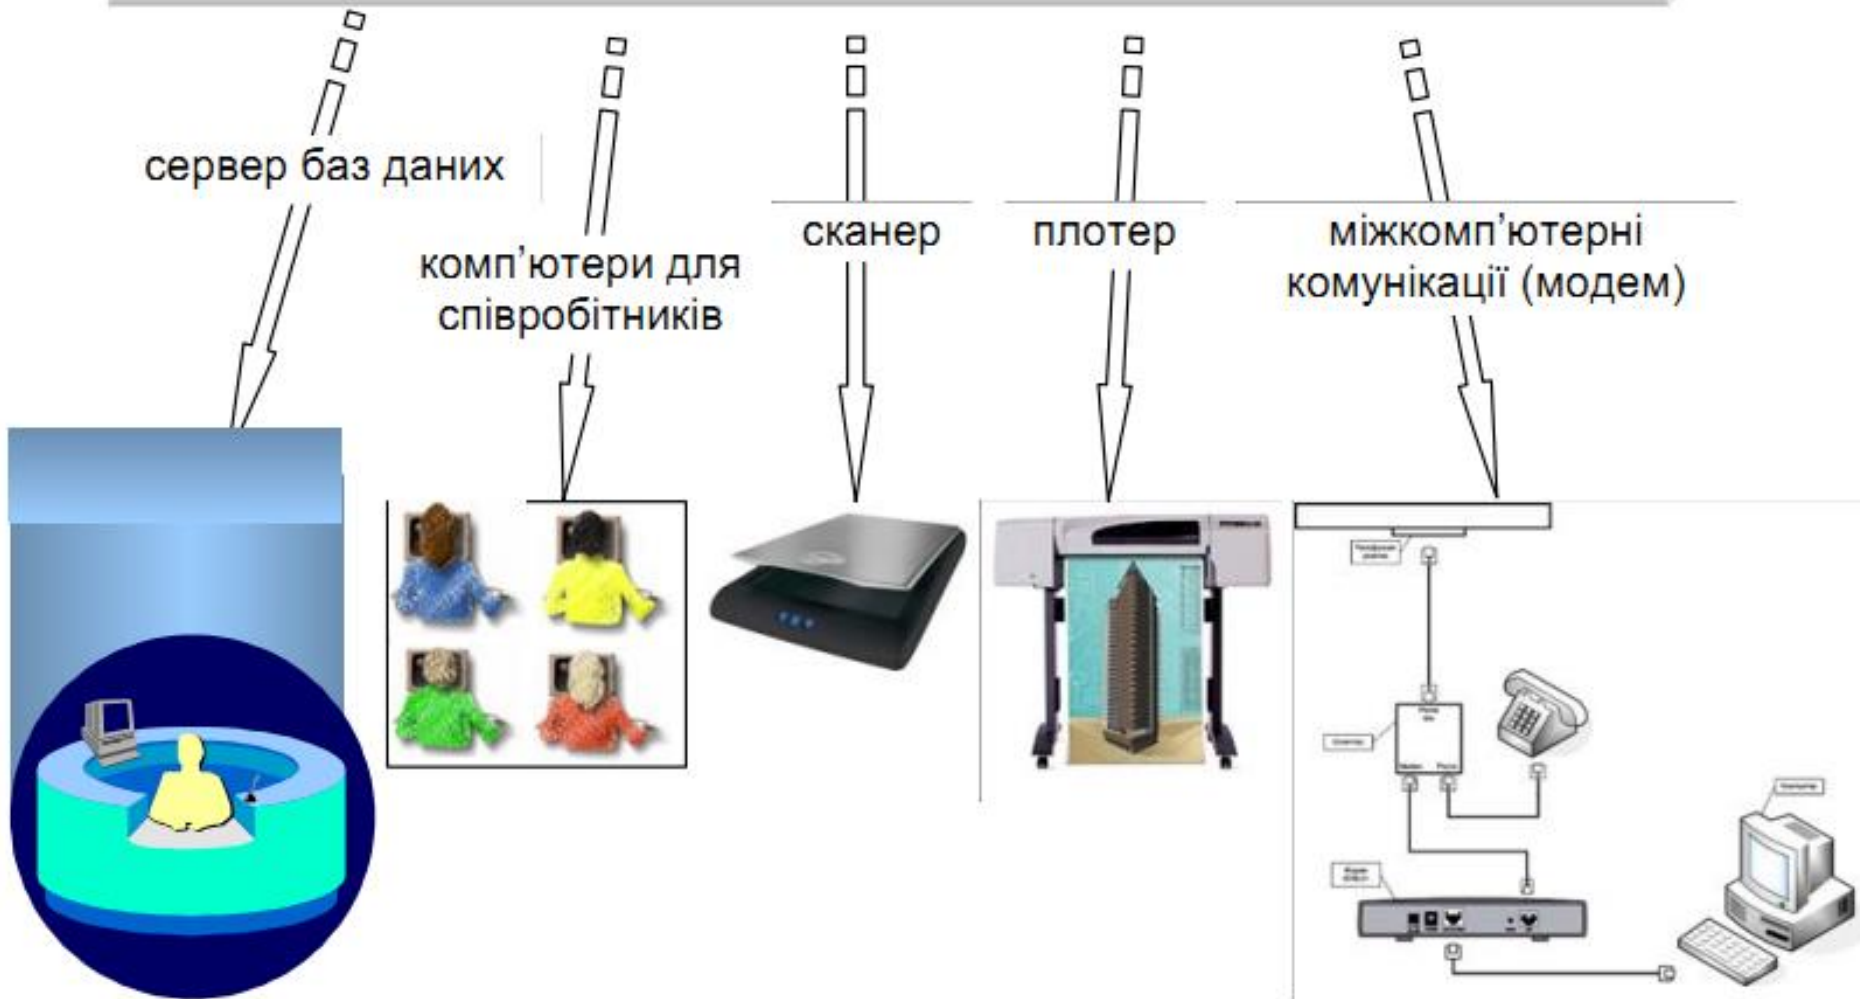 сервер баз даних
комп’ютери для
співробітників
сканер
плотер
міжкомп’ютерні
комунікації (модем)